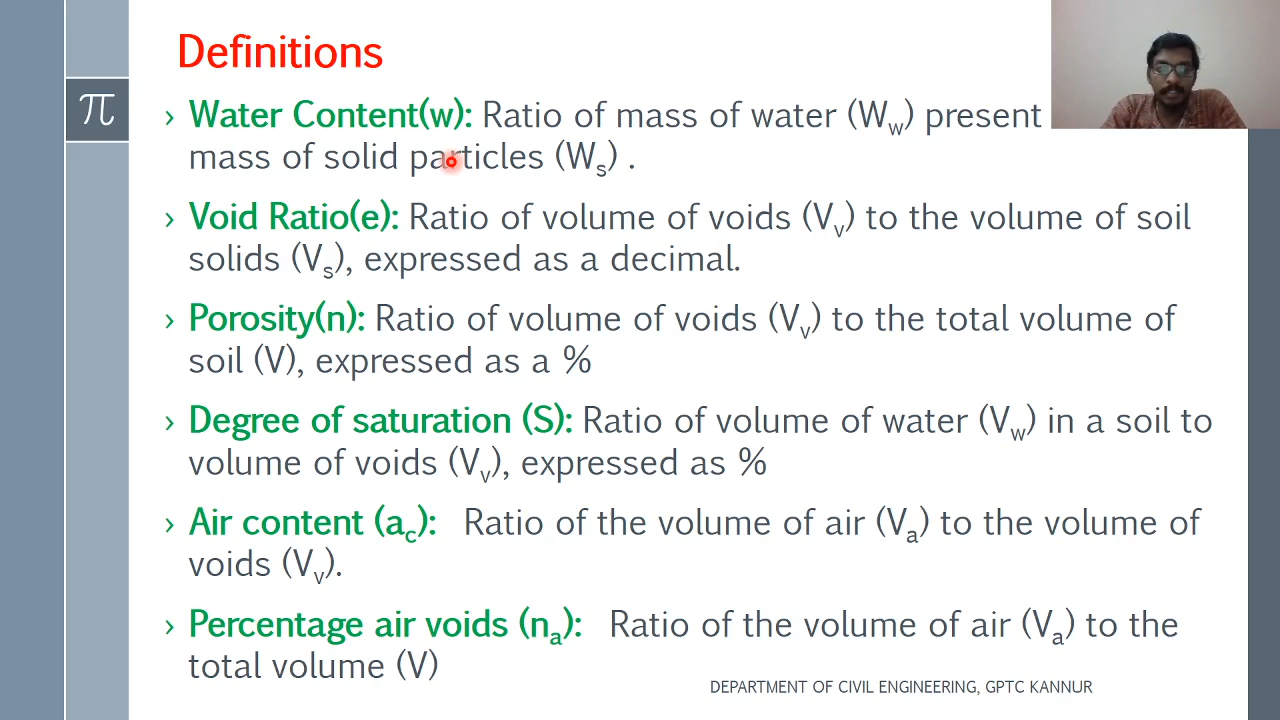 Definitions
π
› Water Content(w): Ratio of mass of water (Ww) present
mass of solid particles (Ws) .
› Void Ratio(e): Ratio of volume of voids (Vv) to the volume of soil
solids (Vs), expressed as a decimal.
› Porosity(n): Ratio of volume of voids (Vv) to the total volume of
soil (V), expressed as a %
› Degree of saturation (S): Ratio of volume of water (Vw) in a soil to
volume of voids (Vv), expressed as %
› Air content (ac): Ratio of the volume of air (Va) to the volume of
voids (Vv).
› Percentage air voids (na): Ratio of the volume of air (Va) to the
total volume (V)
DEPARTMENT OF CIVIL ENGINEERING, GPTC KANNUR